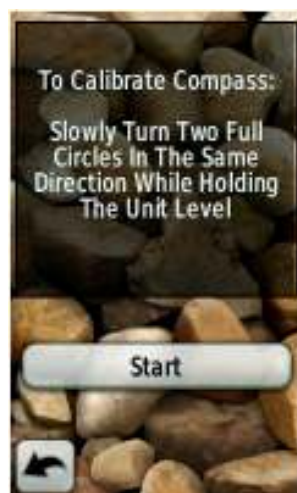 To Calibrate Compass:
Slowly Turn Two Full
Circles In The Same
Direction While Holding
The Unit Level
Start